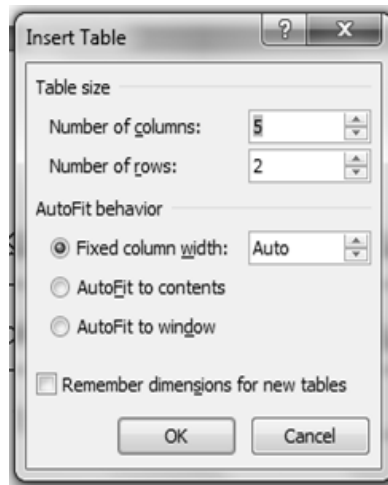 Insert Table
? x
Table size
Number of columns: 5
Number of rows: 2
AutoFit behavior
Fixed column width: Auto
AutoFit to contents
AutoFit to window
Remember dimensions for new tables
OK Cancel